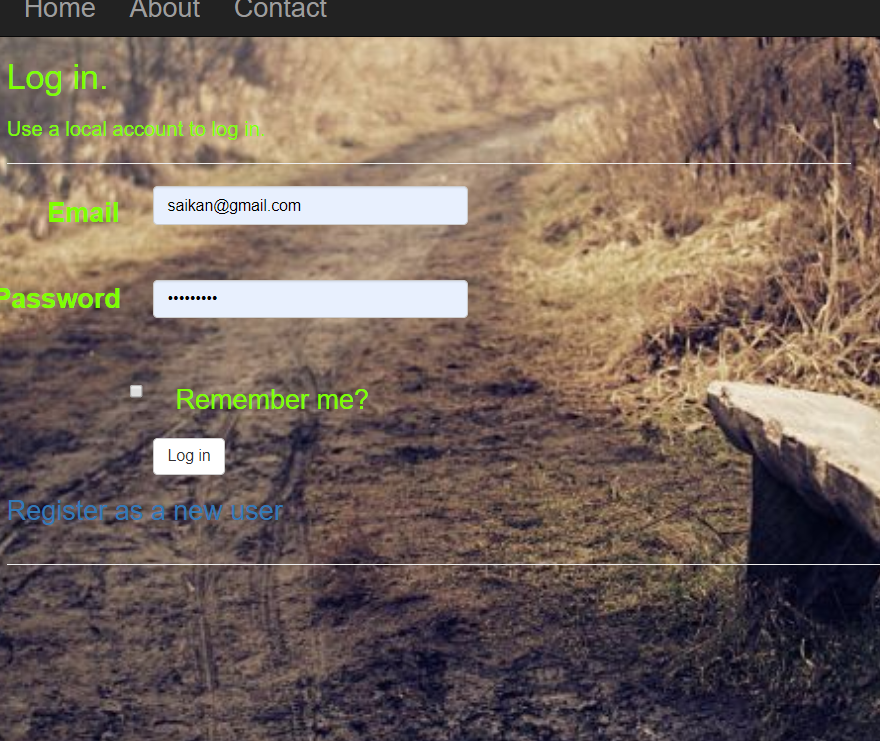 Home About Contact
Log in.
Use a local account to log in.
Email
saikan@gmail.com
Password
•••••••••
Remember me?
Log in
Register as a new user